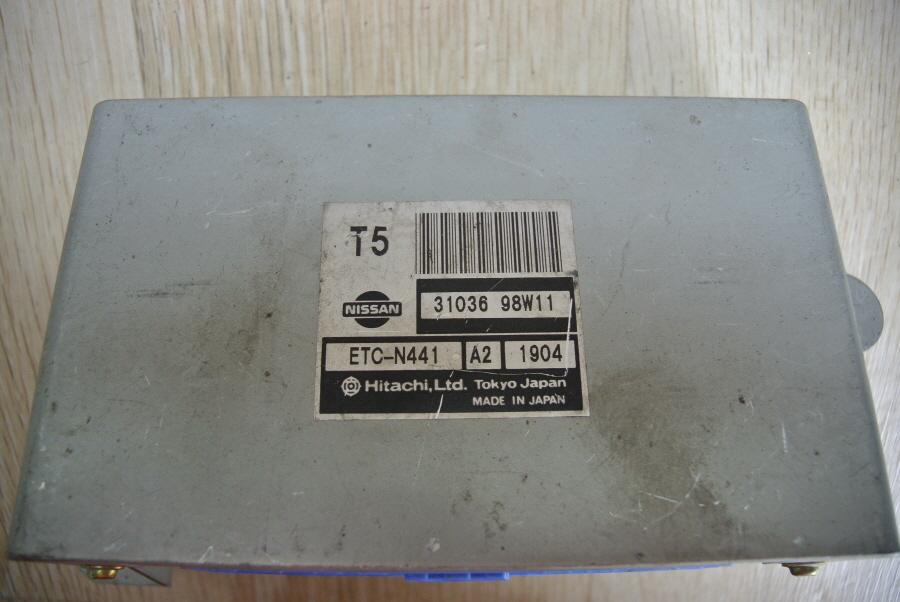 T5
NISSAN
31036 98W11
ETC-N441 A2 1904
Hitachi, Ltd. Tokyo Japan
MADE IN JAPAN